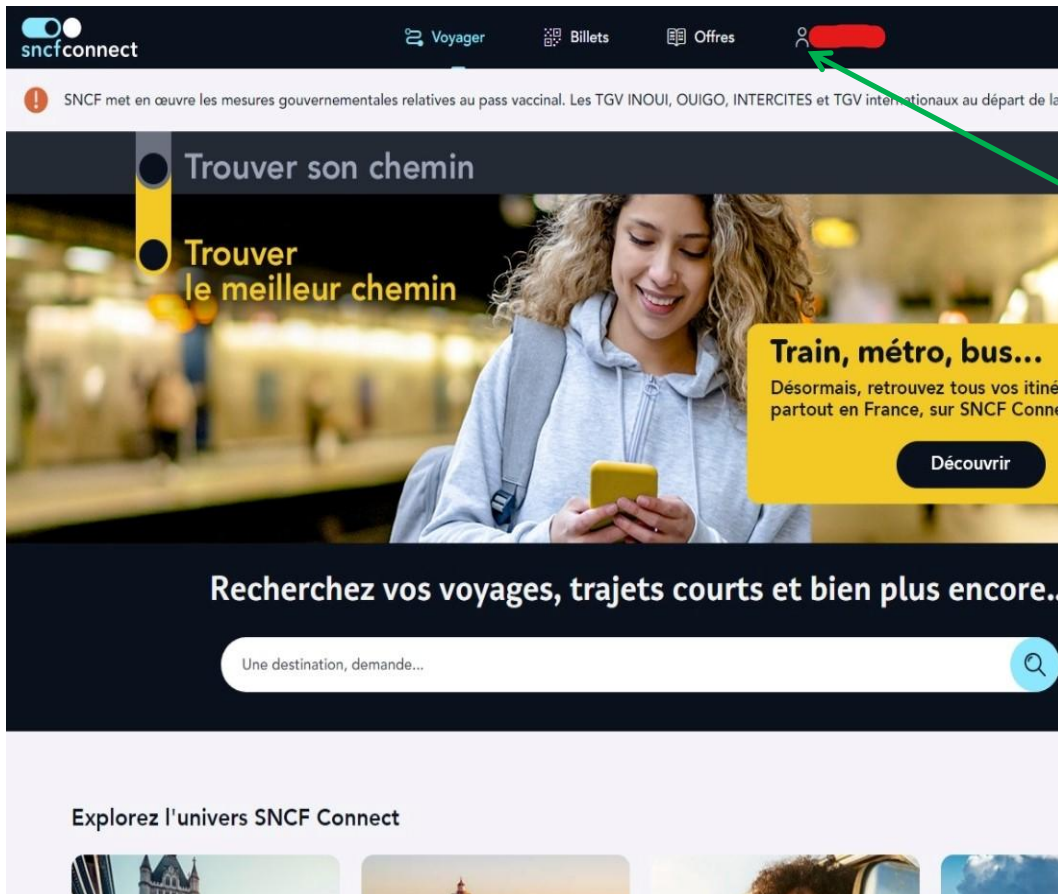 sncfconnect
Voyager
Billets
Offres
SNCF met en œuvre les mesures gouvernementales relatives au pass vaccinal. Les TGV INOUI, OUIGO, INTERCITES et TGV internationaux au départ de la
Trouver son chemin
Trouver
le meilleur chemin
Train, métro, bus...
Désormais, retrouvez tous vos itiné
partout en France, sur SNCF Conne
Découvrir
Recherchez vos voyages, trajets courts et bien plus encore..
Une destination, demande...
Explorez l'univers SNCF Connect